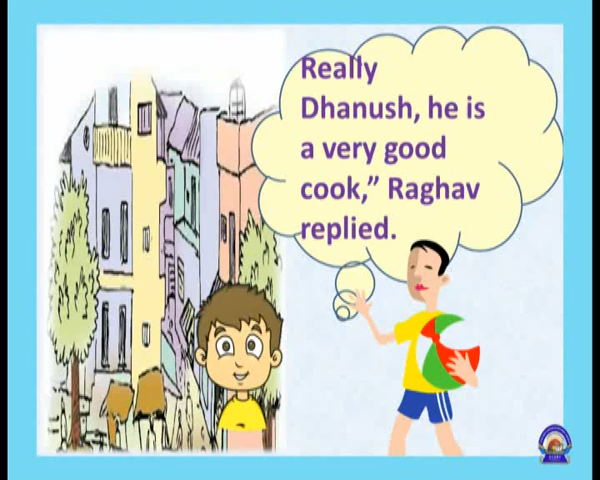 Really
Dhanush, he is
a very good
cook,” Raghav
replied.